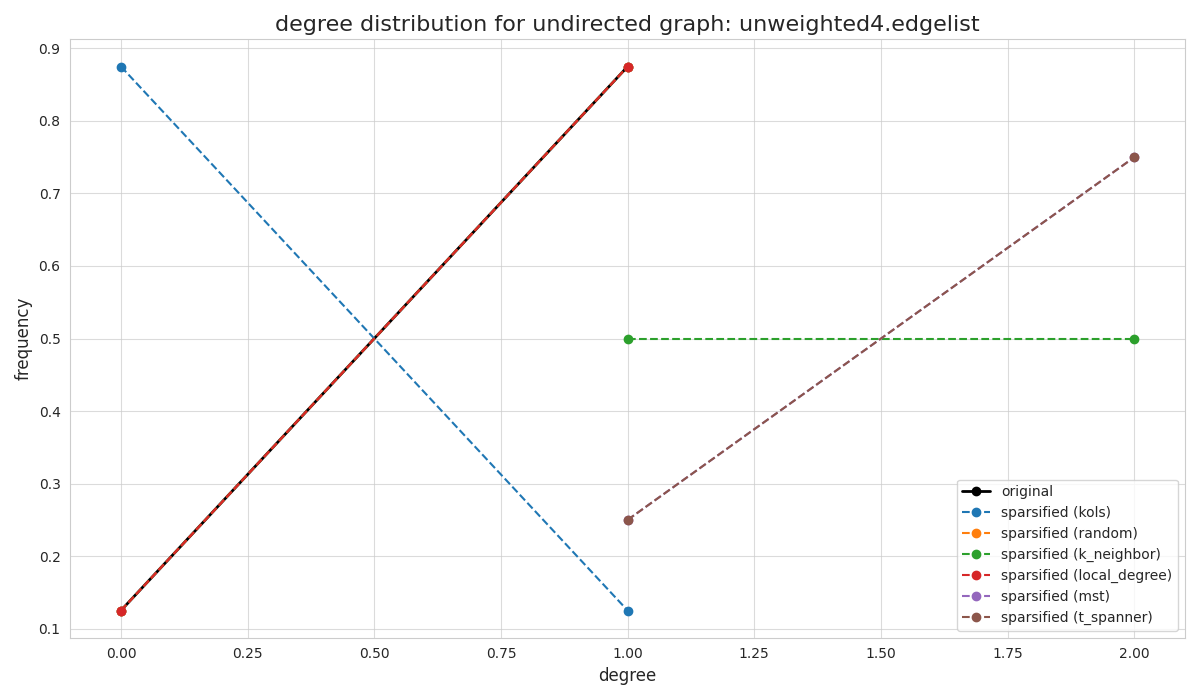 degree distribution for undirected graph: unweighted4.edgelist
frequency
0.9
0.8
0.7
0.6
0.5
0.4
0.3
0.2
0.1
0.00 0.25 0.50 0.75 1.00 1.25 1.50 1.75 2.00
degree
original
sparsified (kols)
sparsified (random)
sparsified (k_neighbor)
sparsified (local_degree)
sparsified (mst)
sparsified (t_spanner)